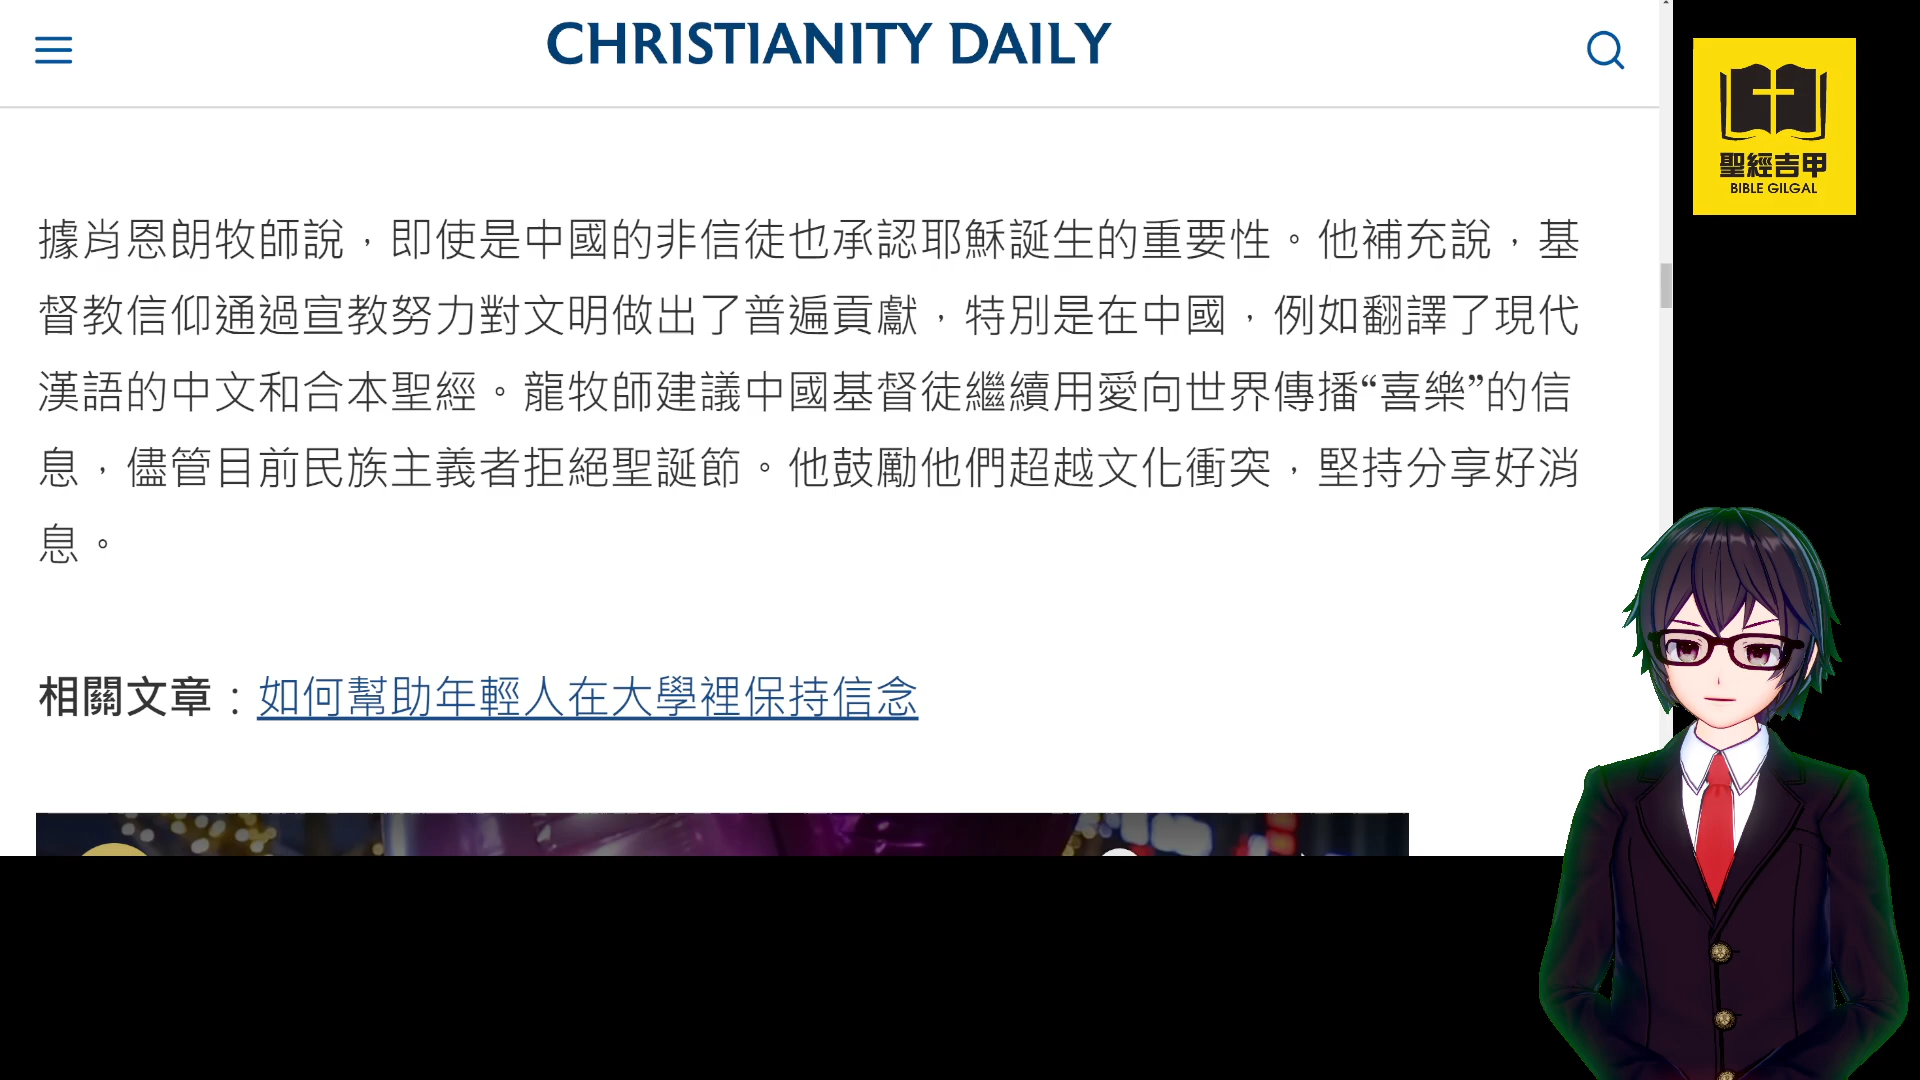 CHRISTIANITY DAILY
聖經吉甲
BIBLE GILGAL
據肖恩朗牧師說，即使是中國的非信徒也承認耶穌誕生的重要性。他補充說，基
督教信仰通過宣教努力對文明做出了普遍貢獻，特別是在中國，例如翻譯了現代
漢語的中文和合本聖經。龍牧師建議中國基督徒繼續用愛向世界傳播“喜樂”的信
息，儘管目前民族主義者拒絕聖誕節。他鼓勵他們超越文化衝突，堅持分享好消
息。
相關文章：如何幫助年輕人在大學裡保持信念